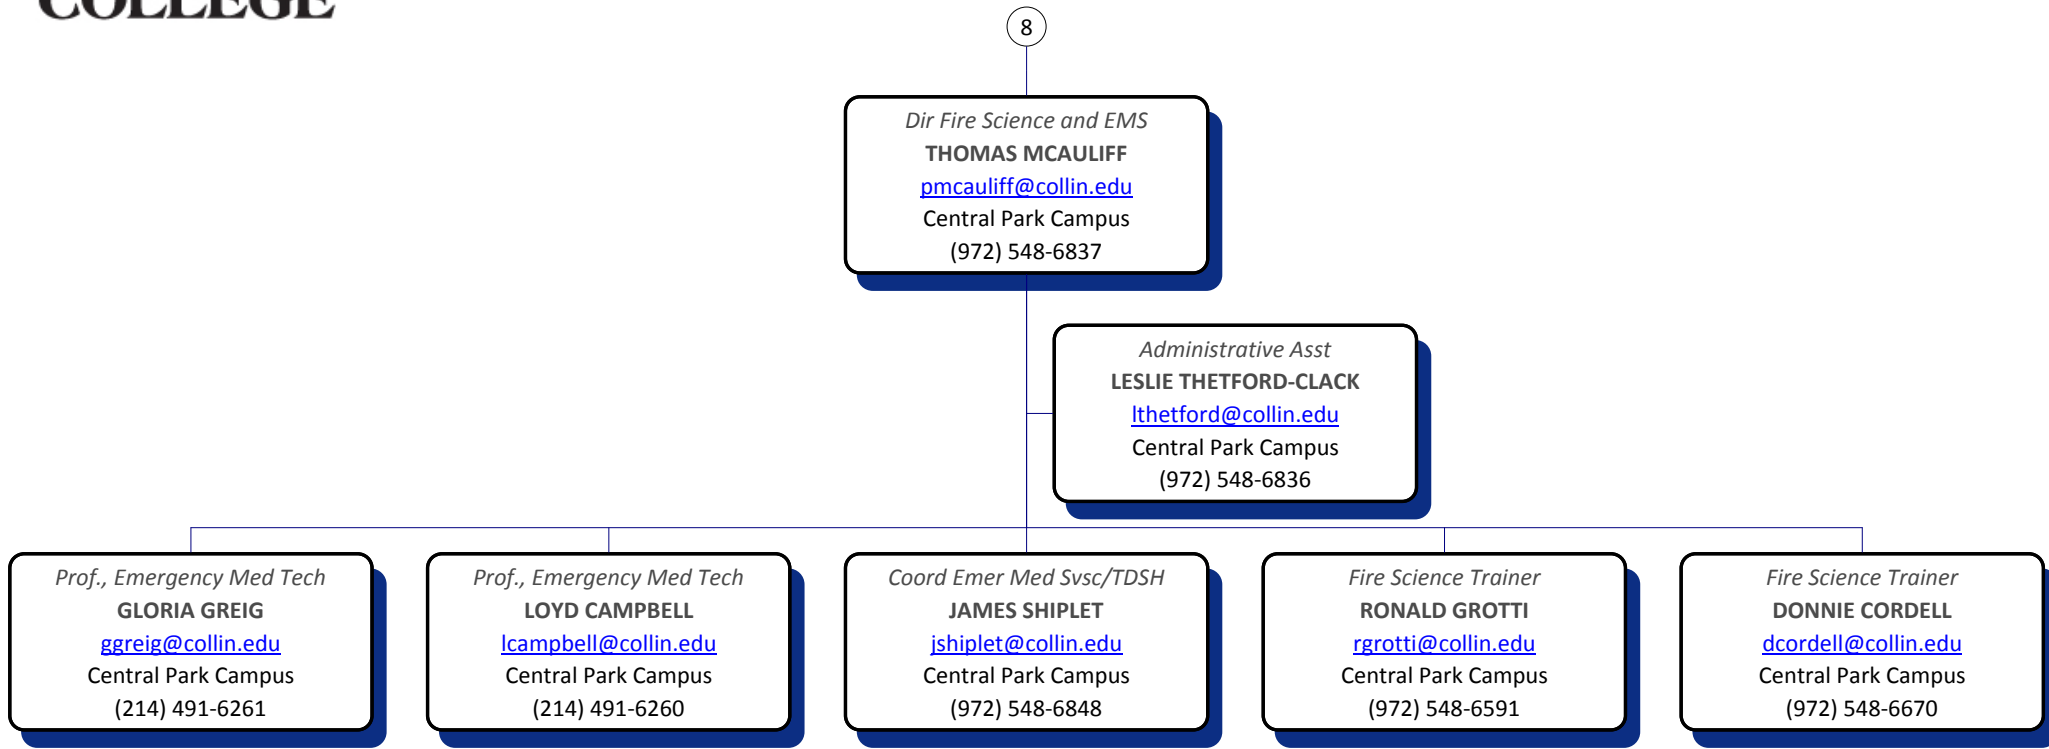 COLLEGE
8
Dir Fire Science and EMS
THOMAS MCAULIFF
pmcauliff@collin.edu
Central Park Campus
(972) 548-6837
Administrative Asst
LESLIE THETFORD-CLACK
lthetford@collin.edu
Central Park Campus
(972) 548-6836
Prof., Emergency Med Tech
GLORIA GREIG
ggreig@collin.edu
Central Park Campus
(214) 491-6261
Prof., Emergency Med Tech
LOYD CAMPBELL
lcampbell@collin.edu
Central Park Campus
(214) 491-6260
Coord Emer Med Svsc/TDSH
JAMES SHIPLET
jshiplet@collin.edu
Central Park Campus
(972) 548-6848
Fire Science Trainer
RONALD GROTTI
rgrotti@collin.edu
Central Park Campus
(972) 548-6591
Fire Science Trainer
DONNIE CORDELL
dcordell@collin.edu
Central Park Campus
(972) 548-6670